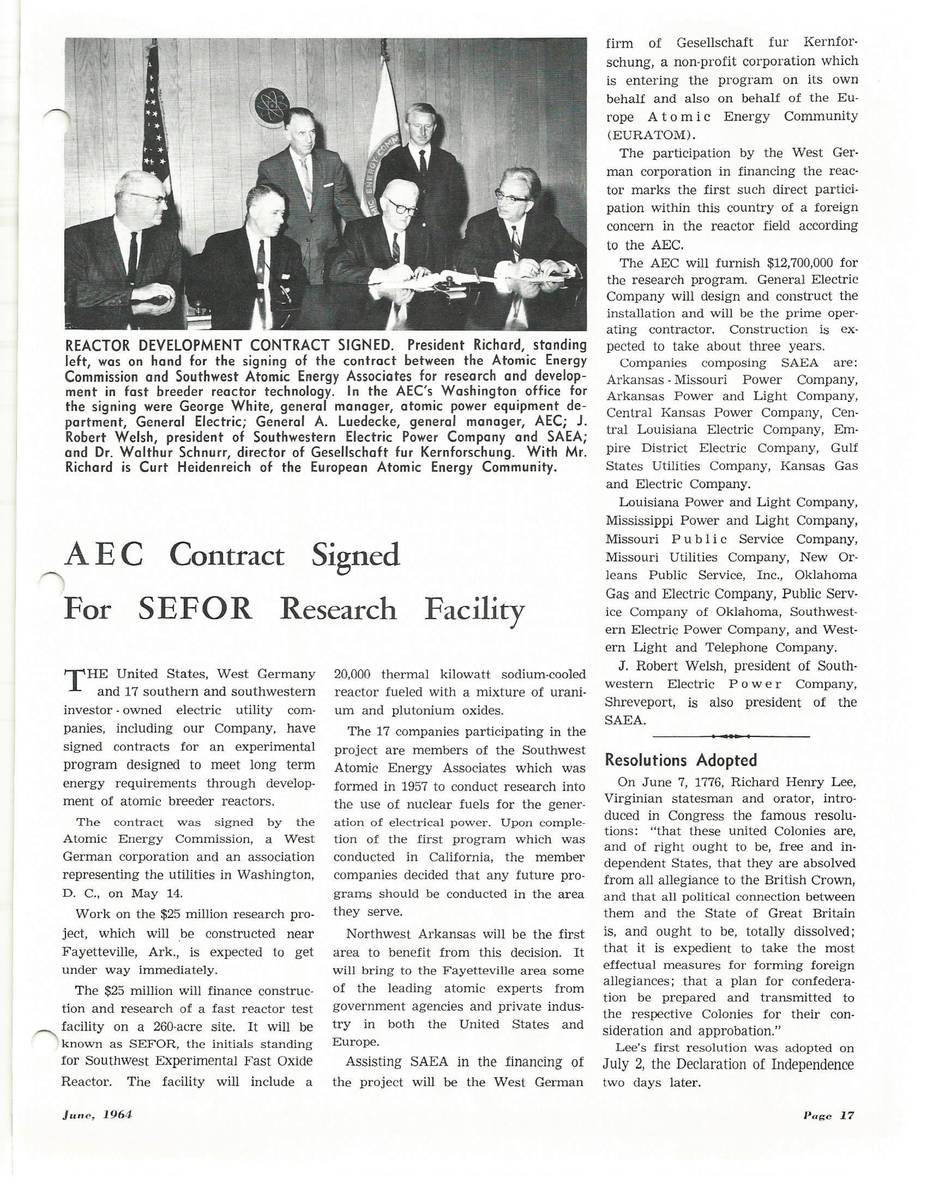 ENERGY COMM
REACTOR DEVELOPMENT CONTRACT SIGNED. President Richard, standing
left, was on hand for the signing of the contract between the Atomic Energy
Commission and Southwest Atomic Energy Associates for research and develop-
ment in fast breeder reactor technology. In the AEC's Washington office for
the signing were George White, general manager, atomic power equipment de-
partment, General Electric; General A. Luedecke, general manager, AEC; J.
Robert Welsh, president of Southwestern Electric Power Company and SAEA;
and Dr. Walthur Schnurr, director of Gesellschaft fur Kernforschung. With Mr.
Richard is Curt Heidenreich of the European Atomic Energy Community.
AEC Contract Signed
For SEFOR Research Facility
THE United States, West Germany
and 17 southern and southwestern
investor-owned electric utility com-
panies, including our Company, have
signed contracts for an experimental
program designed to meet long term
energy requirements through develop-
ment of atomic breeder reactors.
The contract was signed by the
Atomic Energy Commission, a West
German corporation and an association
representing the utilities in Washington,
D. C., on May 14.
Work on the $25 million research pro-
ject, which will be constructed near
Fayetteville, Ark., is expected to get
under way immediately.
The $25 million will finance construc-
tion and research of a fast reactor test
facility on a 260-acre site. It will be
known as SEFOR, the initials standing
for Southwest Experimental Fast Oxide
Reactor. The facility will include a
20,000 thermal kilowatt sodium-cooled
reactor fueled with a mixture of urani-
um and plutonium oxides.
The 17 companies participating in the
project are members of the Southwest
Atomic Energy Associates which was
formed in 1957 to conduct research into
the use of nuclear fuels for the gener-
ation of electrical power. Upon comple-
tion of the first program which was
conducted in California, the member
companies decided that any future pro-
grams should be conducted in the area
they serve.
Northwest Arkansas will be the first
area to benefit from this decision. It
will bring to the Fayetteville area some
of the leading atomic experts from
government agencies and private indus-
try in both the United States and
Europe.
Assisting SAEA in the financing of
the project will be the West German
firm of Gesellschaft fur Kernfor-
schung, a non-profit corporation which
is entering the program on its own
behalf and also on behalf of the Eu-
rope Atomic Energy Community
(EURATOM).
The participation by the West Ger-
man corporation in financing the reac-
tor marks the first such direct partici-
pation within this country of a foreign
concern in the reactor field according
to the AEC.
The AEC will furnish $12,700,000 for
the research program. General Electric
Company will design and construct the
installation and will be the prime oper-
ating contractor. Construction is ex-
pected to take about three years.
Companies composing SAEA are:
Arkansas-Missouri Power Company,
Arkansas Power and Light Company,
Central Kansas Power Company, Cen-
tral Louisiana Electric Company, Em-
pire District Electric Company, Gulf
States Utilities Company, Kansas Gas
and Electric Company.
Louisiana Power and Light Company,
Mississippi Power and Light Company,
Missouri Public Service Company,
Missouri Utilities Company, New Or-
leans Public Service, Inc., Oklahoma
Gas and Electric Company, Public Serv-
ice Company of Oklahoma, Southwest-
ern Electric Power Company, and West-
ern Light and Telephone Company.
J. Robert Welsh, president of South-
western Electric Power Company,
Shreveport, is also president of the
SAEA.
Resolutions Adopted
On June 7, 1776, Richard Henry Lee,
Virginian statesman and orator, intro-
duced in Congress the famous resolu-
tions: "that these united Colonies are,
and of right ought to be, free and in-
dependent States, that they are absolved
from all allegiance to the British Crown,
and that all political connection between
them and the State of Great Britain
is, and ought to be, totally dissolved;
that it is expedient to take the most
effectual measures for forming foreign
allegiances; that a plan for confedera-
tion be prepared and transmitted to
the respective Colonies for their con-
sideration and approbation."
Lee's first resolution was adopted on
July 2, the Declaration of Independence
two days later.
June, 1964
Page 17